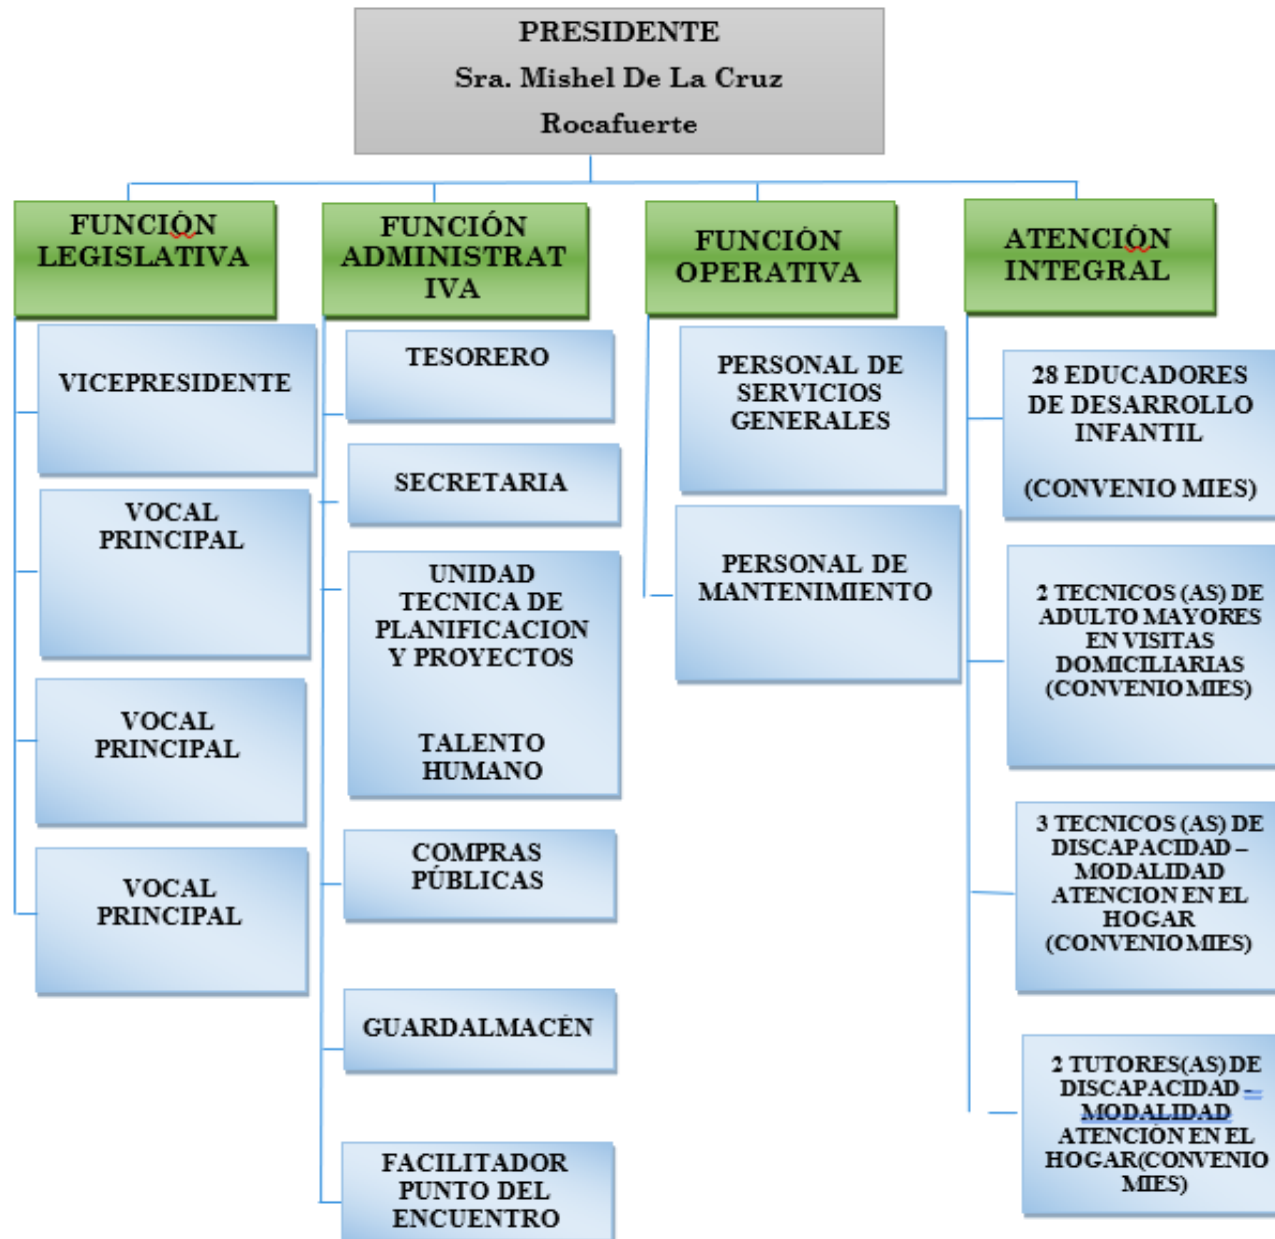 PRESIDENTE
Sra. Mishel De La Cruz
Rocafuerte
FUNCIÓN
LEGISLATIVA
VICEPRESIDENTE
VOCAL
PRINCIPAL
VOCAL
PRINCIPAL
VOCAL
PRINCIPAL
FUNCIÓN
ADMINISTRAT
IVA
TESORERO
SECRETARIA
UNIDAD
TECNICA DE
PLANIFICACION
Y PROYECTOS
TALENTO
HUMANO
COMPRAS
PÚBLICAS
GUARDALMACÉN
FACILITADOR
PUNTO DEL
ENCUENTRO
FUNCIÓN
OPERATIVA
PERSONAL DE
SERVICIOS
GENERALES
PERSONAL DE
MANTENIMIENTO
ATENCIÓN
INTEGRAL
28 EDUCADORES
DE DESARROLLO
INFANTIL
(CONVENIO MIES)
2 TECNICOS (AS) DE
ADULTO MAYORES
EN VISITAS
DOMICILIARIAS
(CONVENIO MIES)
3 TECNICOS (AS) DE
DISCAPACIDAD –
MODALIDAD
ATENCION EN EL
HOGAR
(CONVENIO MIES)
2 TUTORES(AS) DE
DISCAPACIDAD –
MODALIDAD
ATENCIÓN EN EL
HOGAR(CONVENIO
MIES)